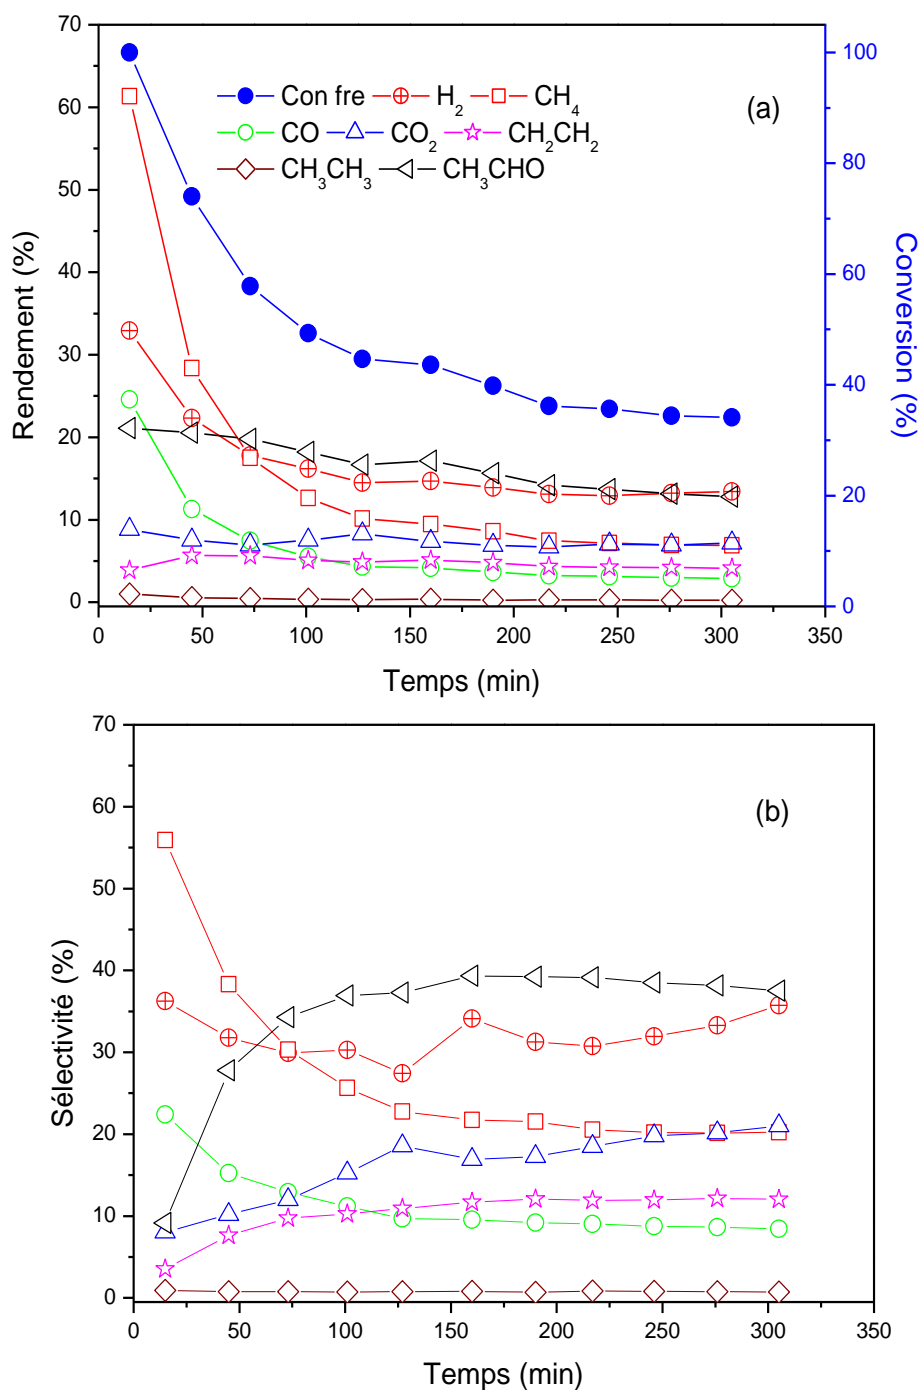 70
60
50
40
30
20
10
0
Rendement (%)
100
80
60
40
20
0
Conversion (%)
(a)
Con fre H2 CH4
CO CO2 CH2CH2
CH3CH3 CH3CHO
0 50 100 150 200 250 300 350
Temps (min)
70
60
50
40
30
20
10
0
Sélectivité (%)
(b)
0 50 100 150 200 250 300 350
Temps (min)